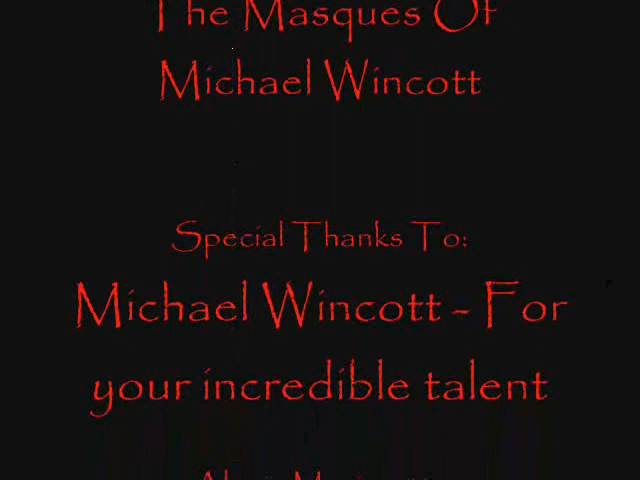 The Masques Of
Michael Wincott
Special Thanks To:
Michael Wincott - For
your incredible talent